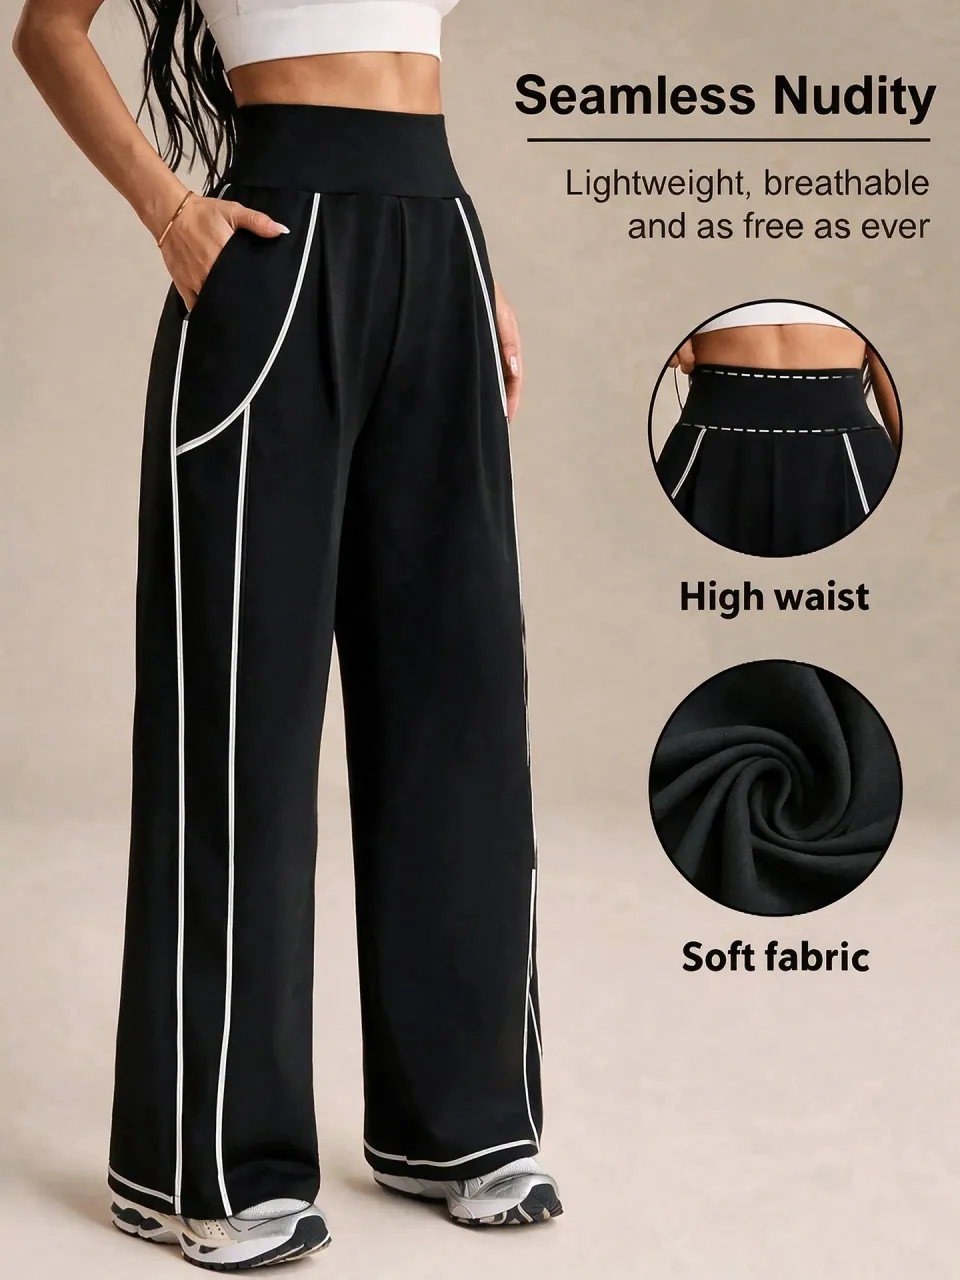 Seamless Nudity
Lightweight, breathable
and as free as ever
High waist
Soft fabric